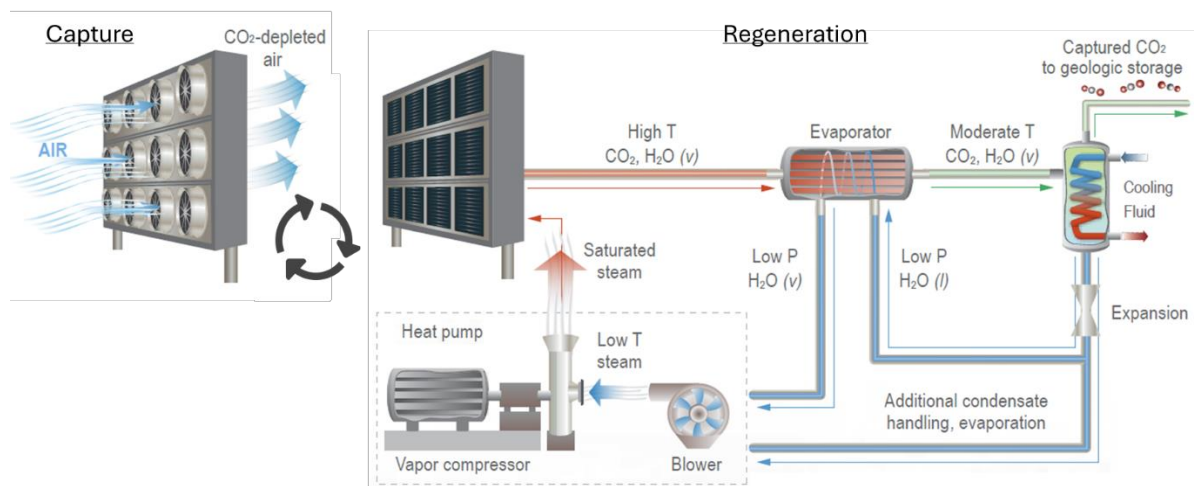 Capture
CO₂-depleted
air
AIR
Regeneration
Captured CO₂
to geologic storage
High T
CO₂, H₂O (v)
Evaporator
Moderate T
CO₂, H₂O (v)
Cooling
Fluid
Saturated
steam
Low P
H₂O (v)
Low P
H₂O (l)
Expansion
Heat pump
Low T
steam
Additional condensate
handling, evaporation
Vapor compressor
Blower